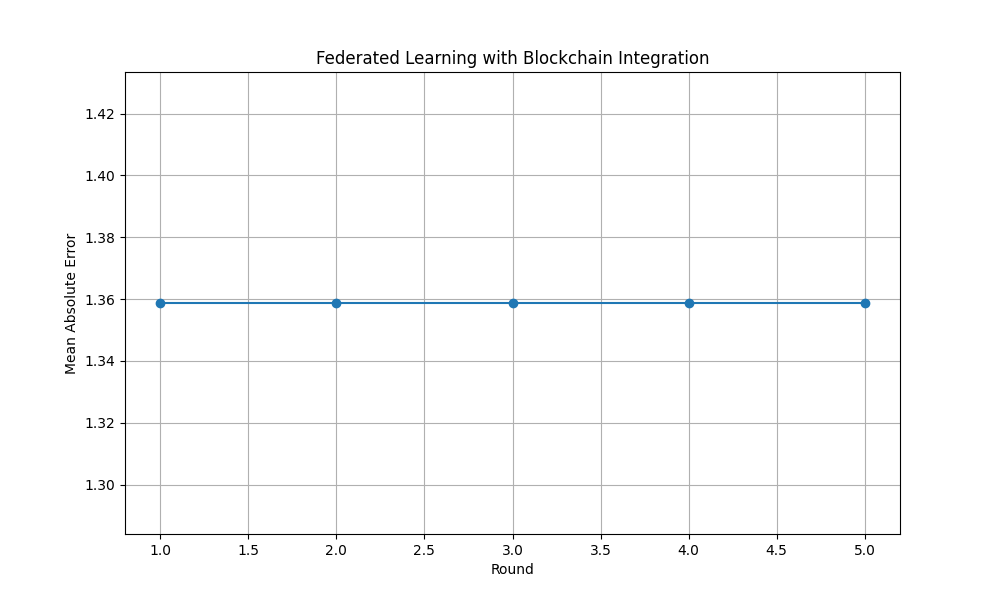 Federated Learning with Blockchain Integration
Mean Absolute Error
1.42
1.40
1.38
1.36
1.34
1.32
1.30
1.0 1.5 2.0 2.5 3.0 3.5 4.0 4.5 5.0
Round